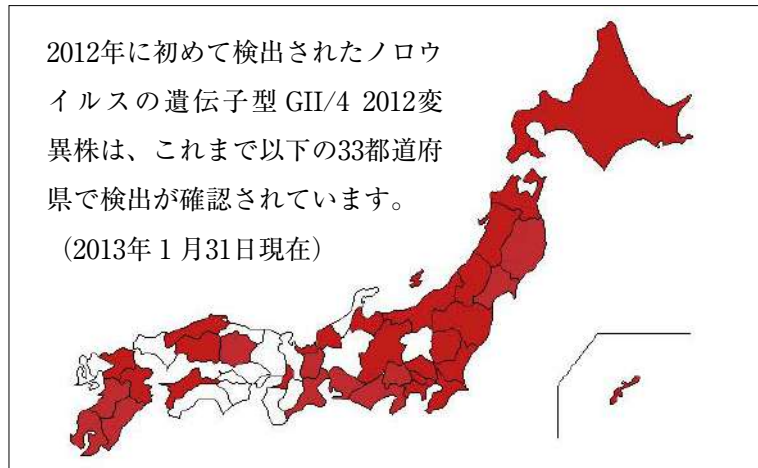 2012年に初めて検出されたノロウ
イルスの遺伝子型 GII/4 2012変
異株は、これまで以下の33都道府
県で検出が確認されています。
（2013年１月31日現在）